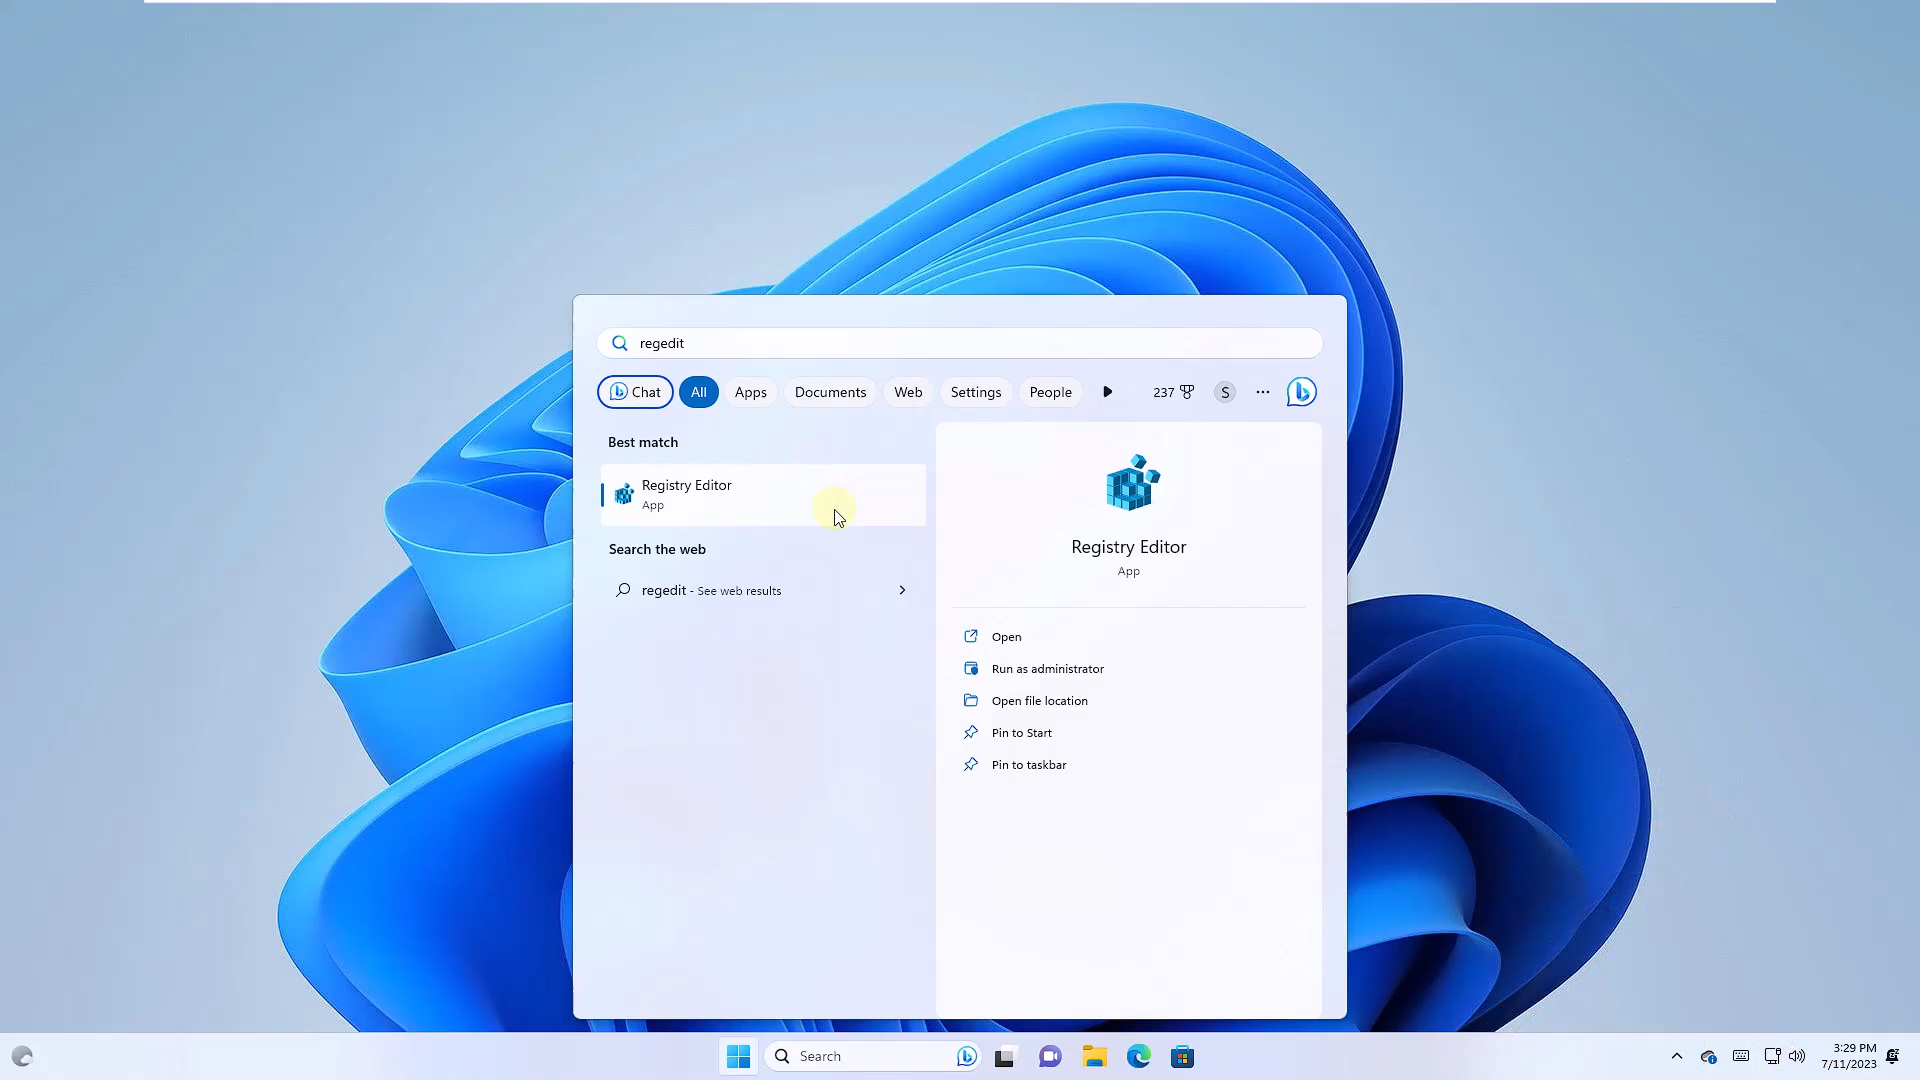 regedit
Chat All Apps Documents Web Settings People 237 S
Best match
Registry Editor
App
Search the web
regedit - See web results
Registry Editor
App
Open
Run as administrator
Open file location
Pin to Start
Pin to taskbar
Search
3:29 PM
7/11/2023